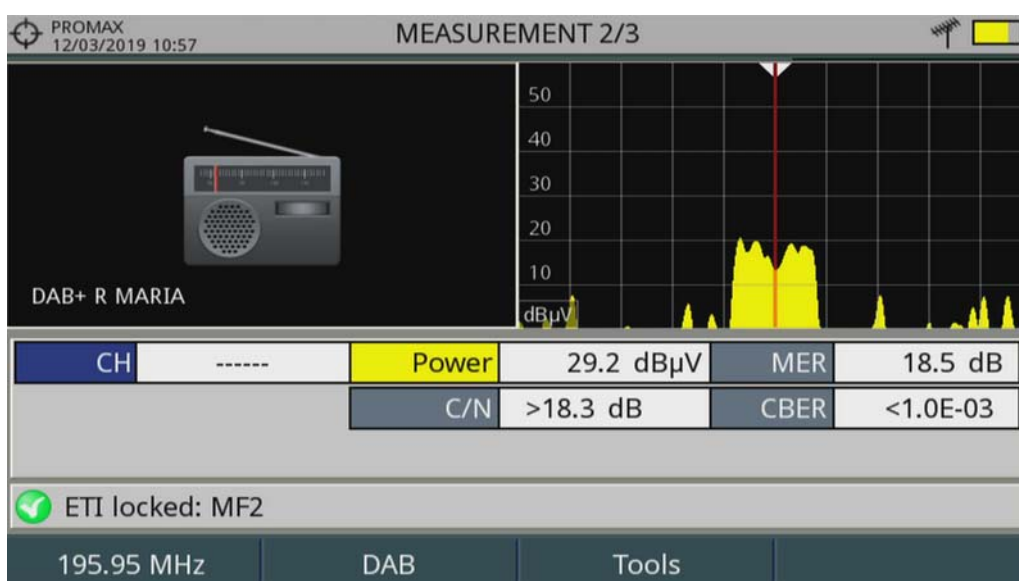 PROMAX
12/03/2019 10:57
MEASUREMENT 2/3
50
40
30
20
10
dBµV
DAB+ R MARIA
CH ------ Power 29.2 dBµV MER 18.5 dB
C/N >18.3 dB CBER <1.0E-03
ETI locked: MF2
195.95 MHz DAB Tools